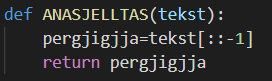 def ANASJELLTAS(tekst):
    pergjigjja=tekst[::-1]
    return pergjigjja